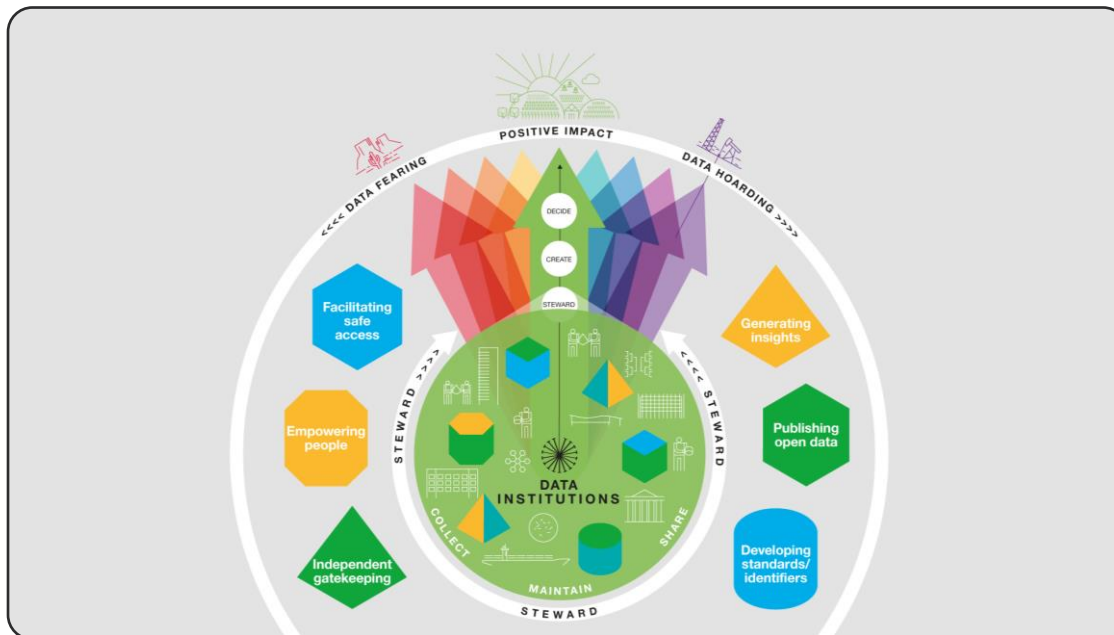 POSITIVE IMPACT
<<<< DATA FEARING
DATA HOARDING >>>>
DECIDE
CREATE
STEWARD
Facilitating
safe
access
Generating
insights
STEWARD >>>>
<<<< STEWARD
Empowering
people
Publishing
open data
DATA
INSTITUTIONS
COLLECT
SHARE
MAINTAIN
Independent
gatekeeping
Developing
standards/
identifiers
STEWARD